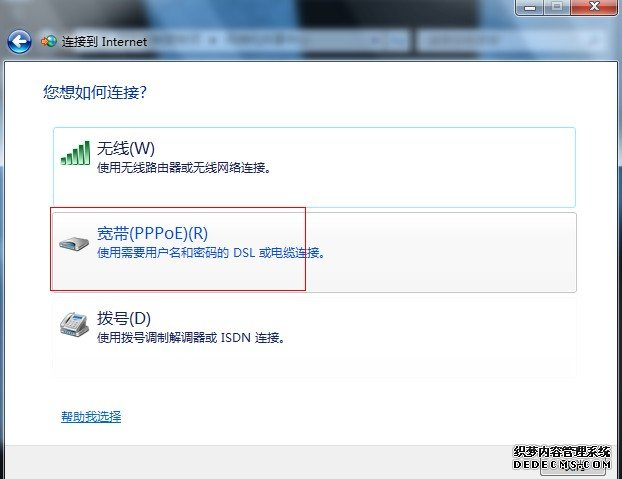 连接到 Internet
您想如何连接?
无线(W)
使用无线路由器或无线网络连接。
宽带(PPPoE)(R)
使用需要用户名和密码的 DSL 或电缆连接。
拨号(D)
使用拨号调制解调器或 ISDN 连接。
帮助我选择
织梦内容管理系统
DEDECMS.COM